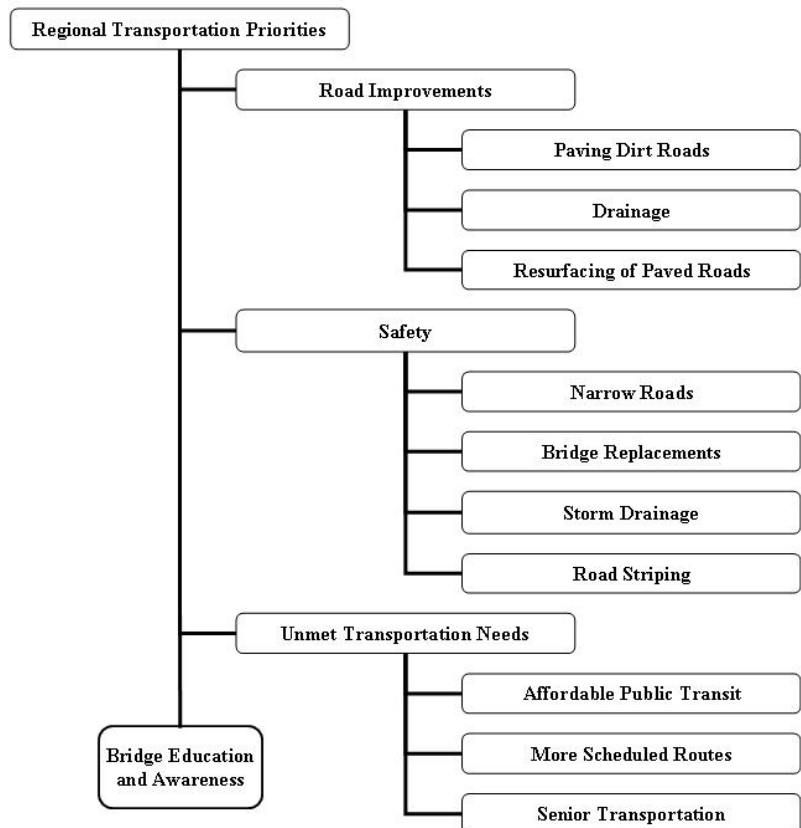 Regional Transportation Priorities
Road Improvements
Paving Dirt Roads
Drainage
Resurfacing of Paved Roads
Safety
Narrow Roads
Bridge Replacements
Storm Drainage
Road Striping
Unmet Transportation Needs
Affordable Public Transit
More Scheduled Routes
Senior Transportation
Bridge Education
and Awareness